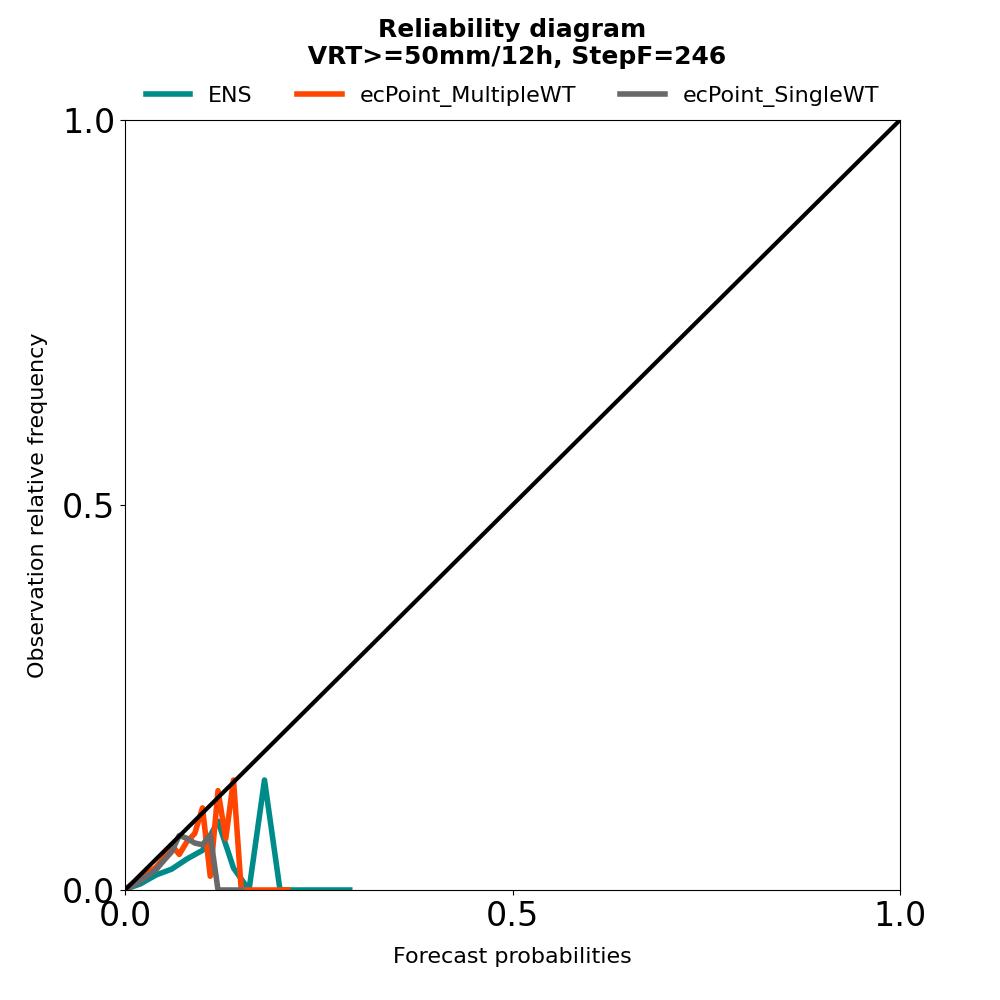 Reliability diagram
VRT>=50mm/12h, StepF=246
ENS ecPoint_MultipleWT ecPoint_SingleWT
1.0
0.5
0.0
0.0 0.5 1.0
Observation relative frequency
Forecast probabilities